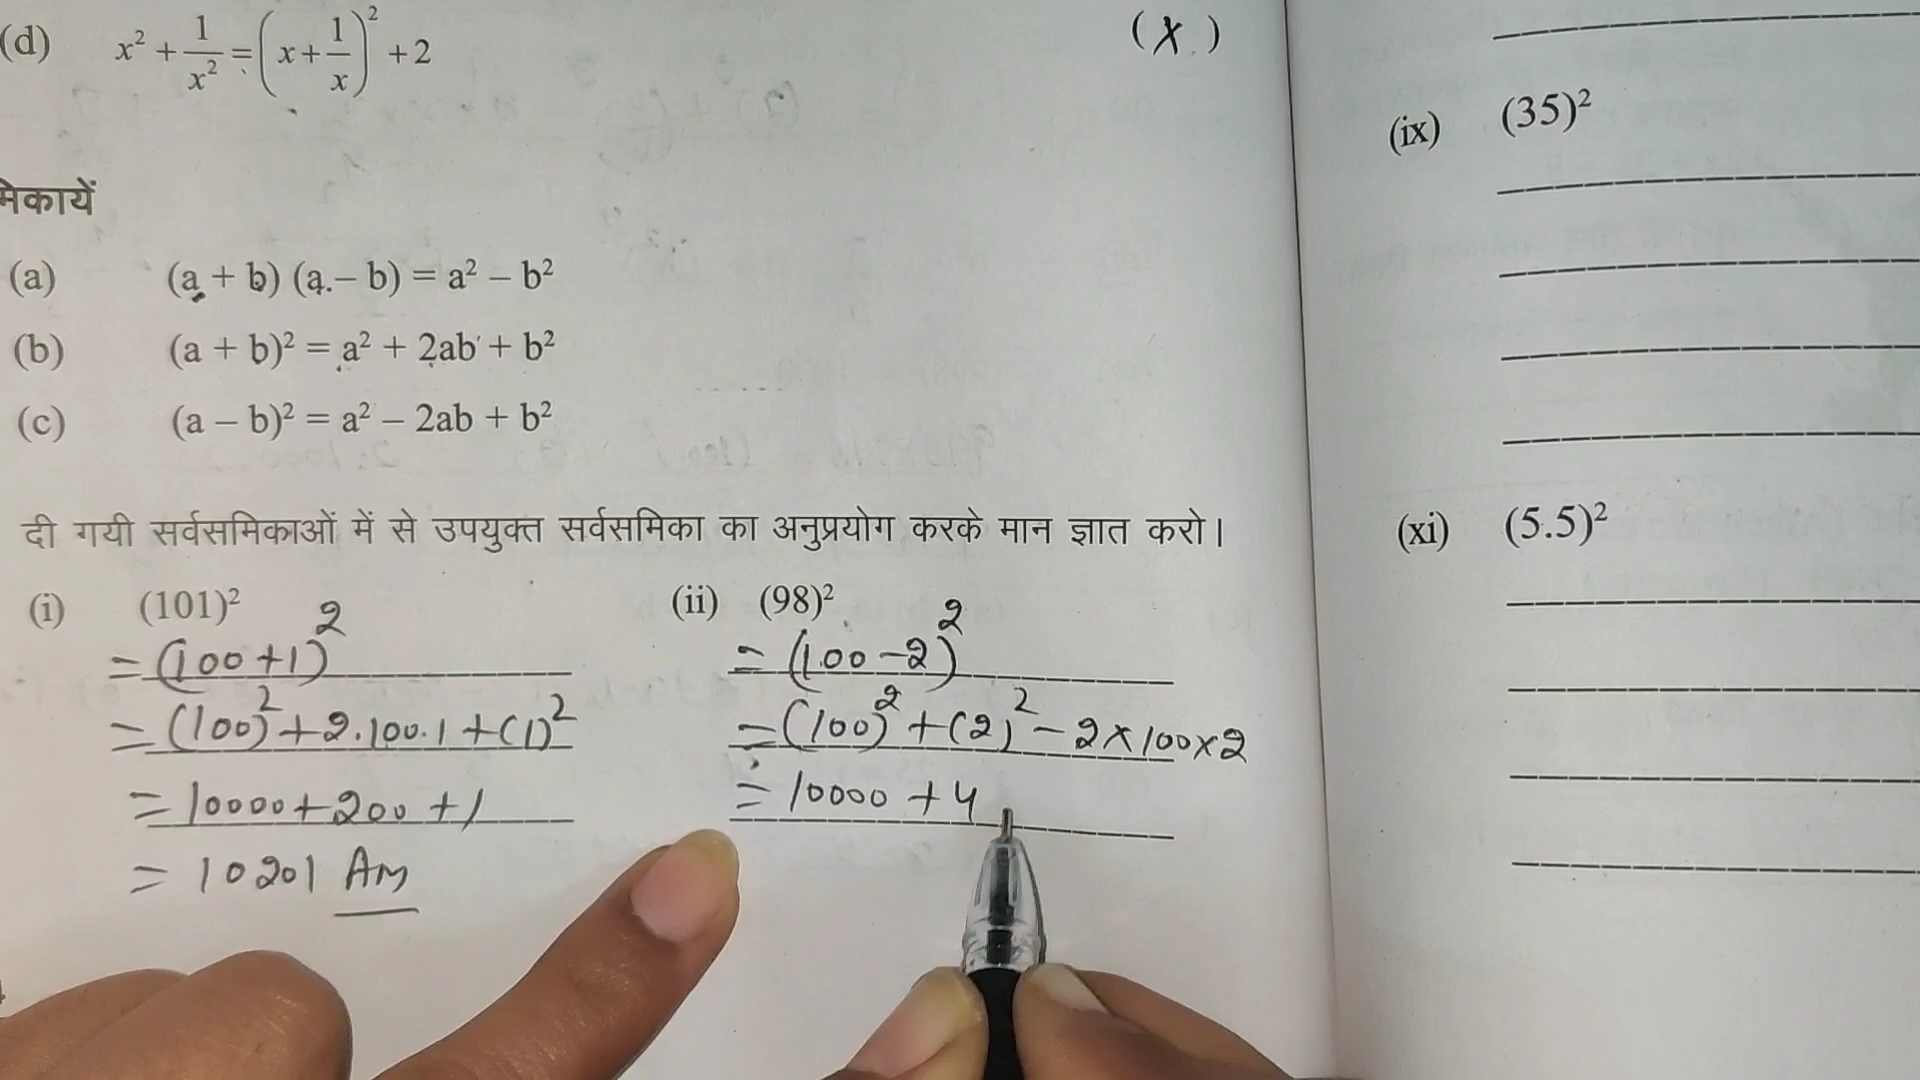 (d) x² + 1/x² = (x + 1/x)² + 2 (X)
मिकायें
(a) (a + b) (a – b) = a² – b²
(b) (a + b)² = a² + 2ab + b²
(c) (a – b)² = a² – 2ab + b²
दी गयी सर्वसमिकाओं में से उपयुक्त सर्वसमिका का अनुप्रयोग करके मान ज्ञात करो।
(i) (101)²
= (100 + 1)²
= (100)² + 2.100.1 + (1)²
= 10000 + 200 + 1
= 10201 Ans
(ii) (98)²
= (100 – 2)²
= (100)² + (2)² – 2 × 100 × 2
= 10000 + 4
(ix) (35)²
(xi) (5.5)²